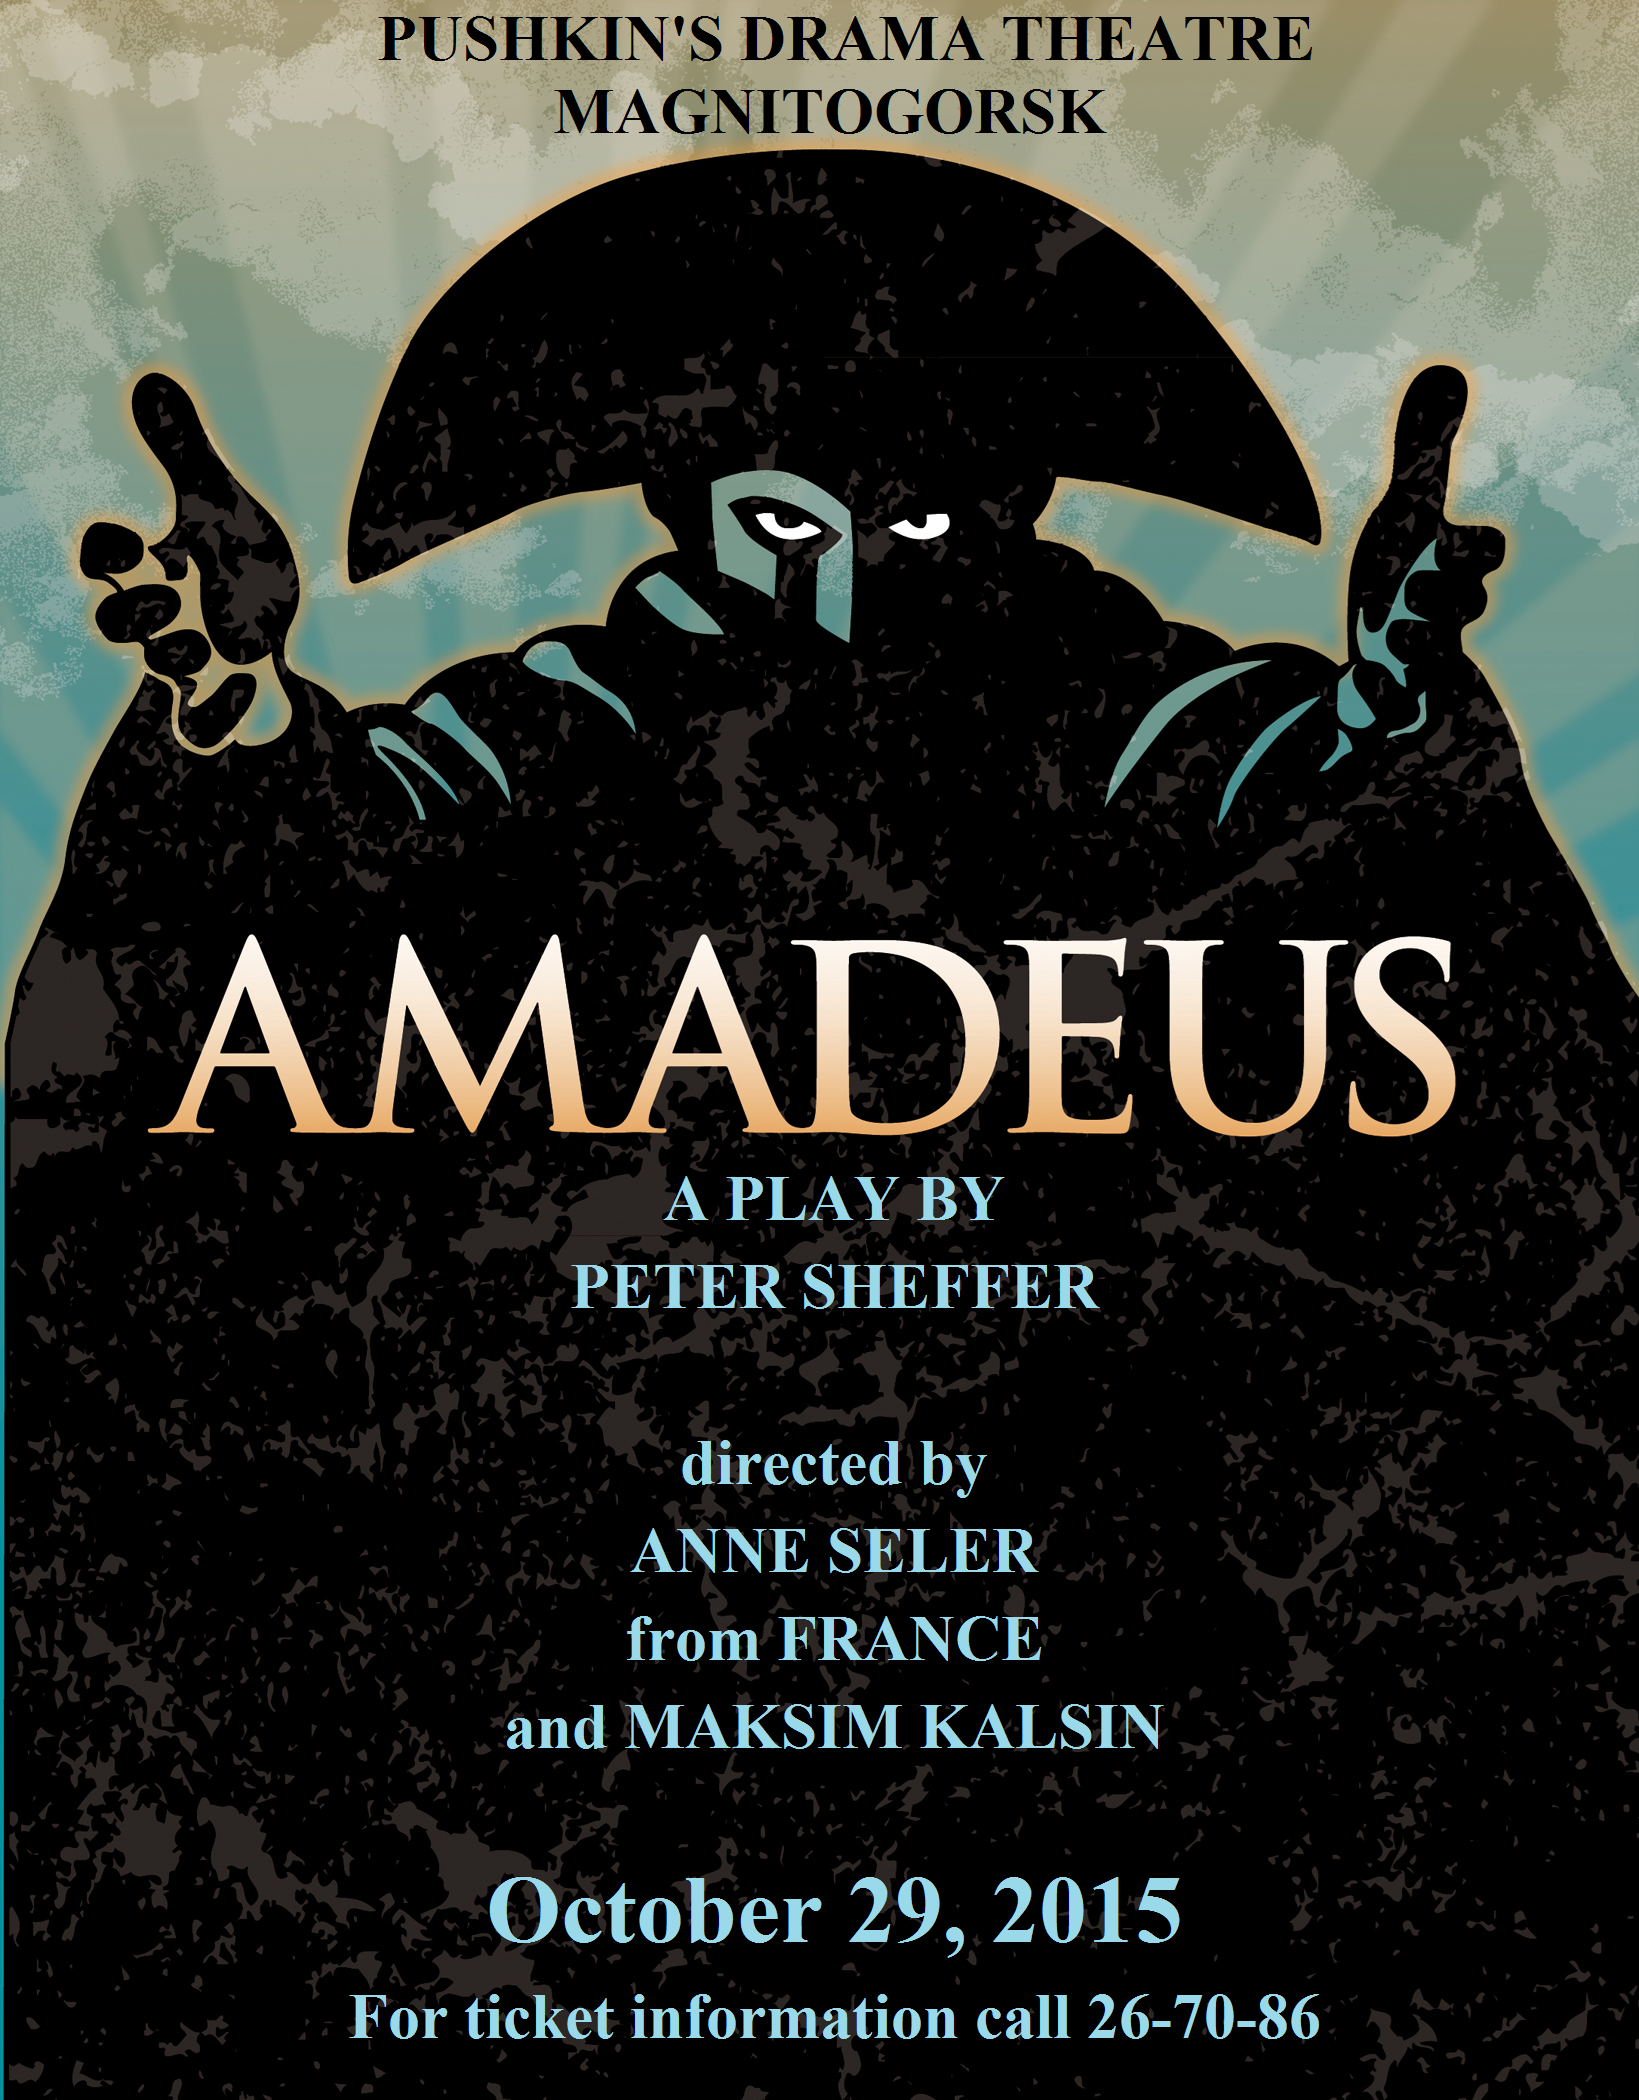 PUSHKIN'S DRAMA THEATRE
MAGNITOGORSK
AMADEUS
A PLAY BY
PETER SHEFFER
directed by
ANNE SELER
from FRANCE
and MAKSIM KALSIN
October 29, 2015
For ticket information call 26-70-86